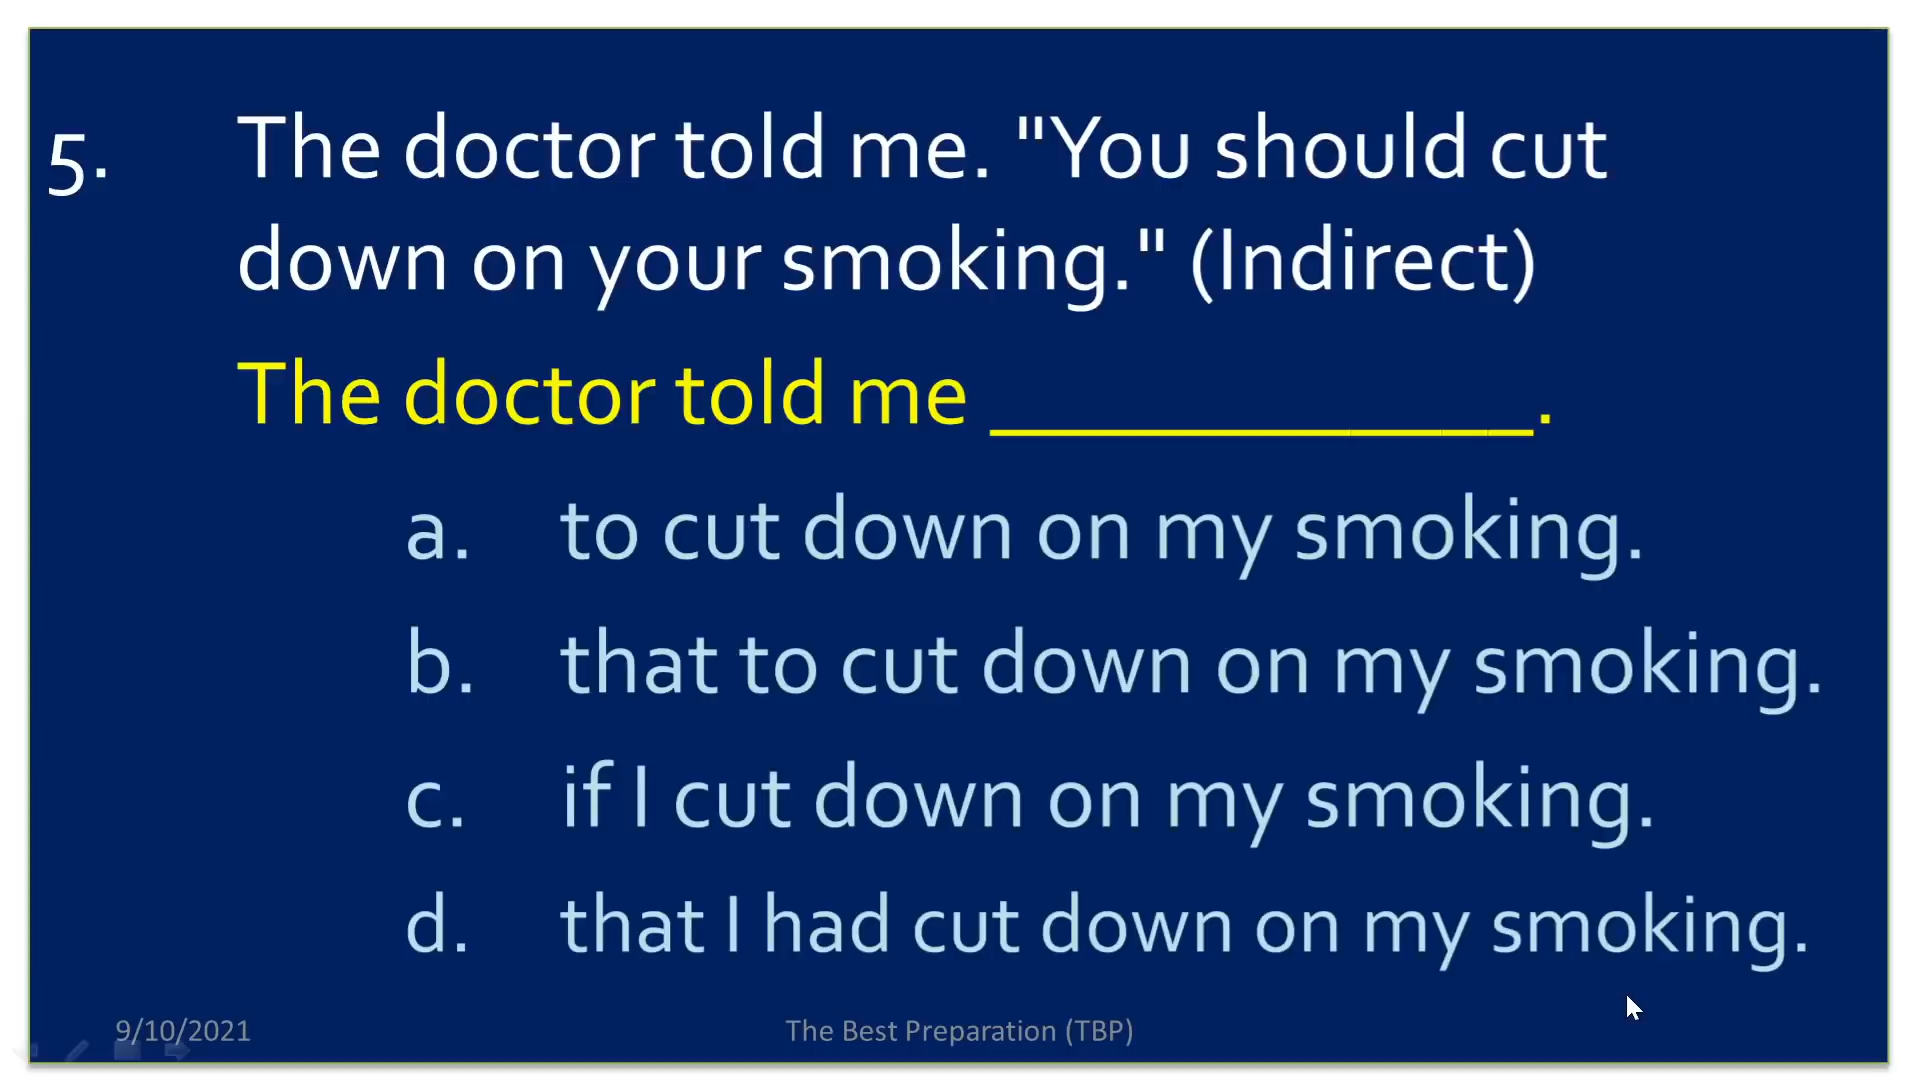 5. The doctor told me. "You should cut
down on your smoking." (Indirect)
The doctor told me ____________.
a. to cut down on my smoking.
b. that to cut down on my smoking.
c. if I cut down on my smoking.
d. that I had cut down on my smoking.
9/10/2021 The Best Preparation (TBP)